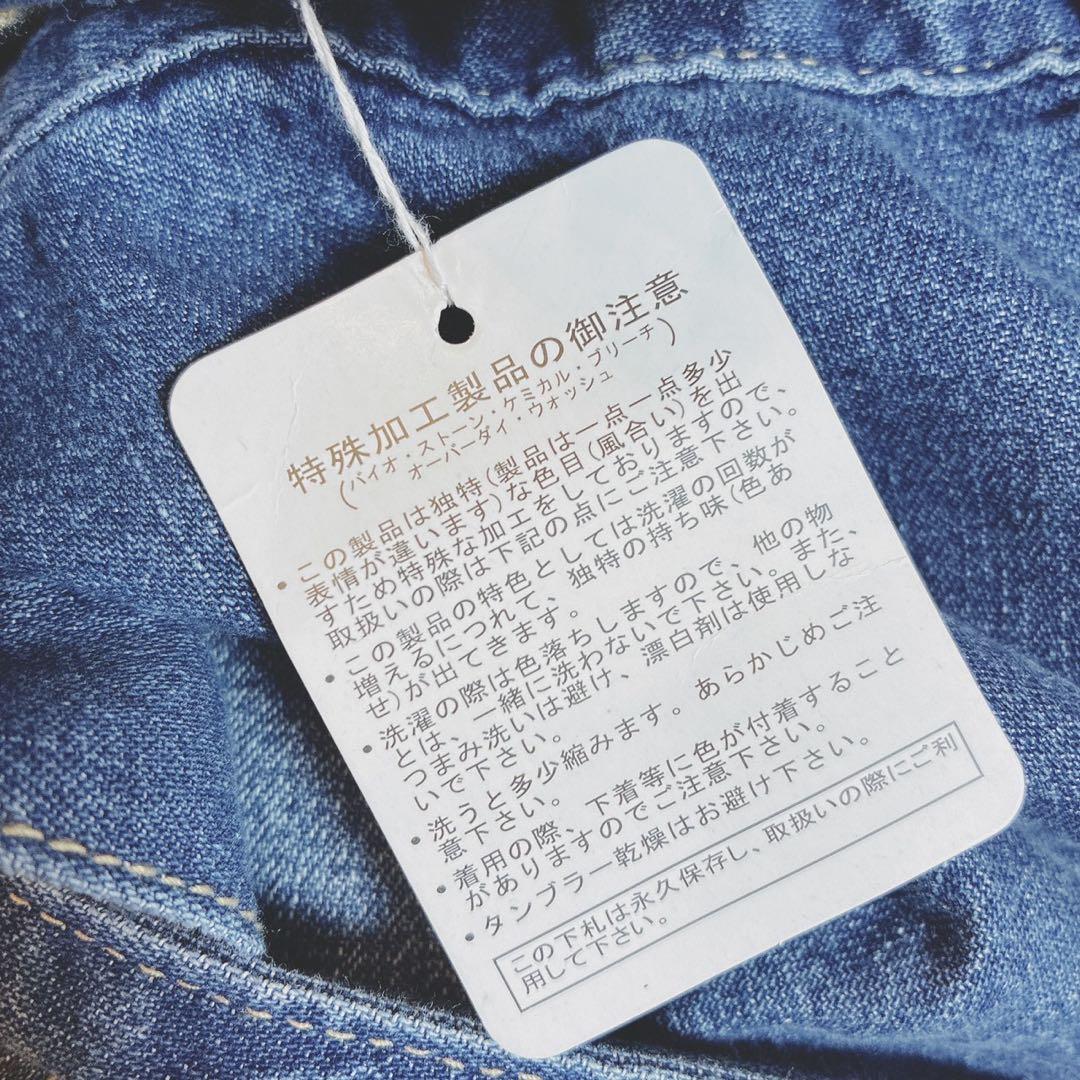 特殊加工製品の御注意
(バイオ・ストーン・ケミカル・ブリーチ
オーバーダイ・ウォッシュ)
・この製品は独特(製品は一点一点多少
表情が違います)な色目(風合い)を出
すため特殊な加工をしておりますので、
取扱いの際は下記の点にご注意下さい。
・この製品の特色としては洗濯の回数が
増えるにつれて、独特の持ち味(色あ
せ)が出てきます。
・洗濯の際は色落ちしますので、他の物
とは、一緒に洗わないで下さい。また、
つまみ洗いは避け、漂白剤は使用しな
いで下さい。
・洗うと多少縮みます。あらかじめご注
意下さい。
・着用の際、下着等に色が付着すること
がありますのでご注意下さい。
・タンブラー乾燥はお避け下さい。
この下札は永久保存し、取扱いの際にご利
用して下さい。